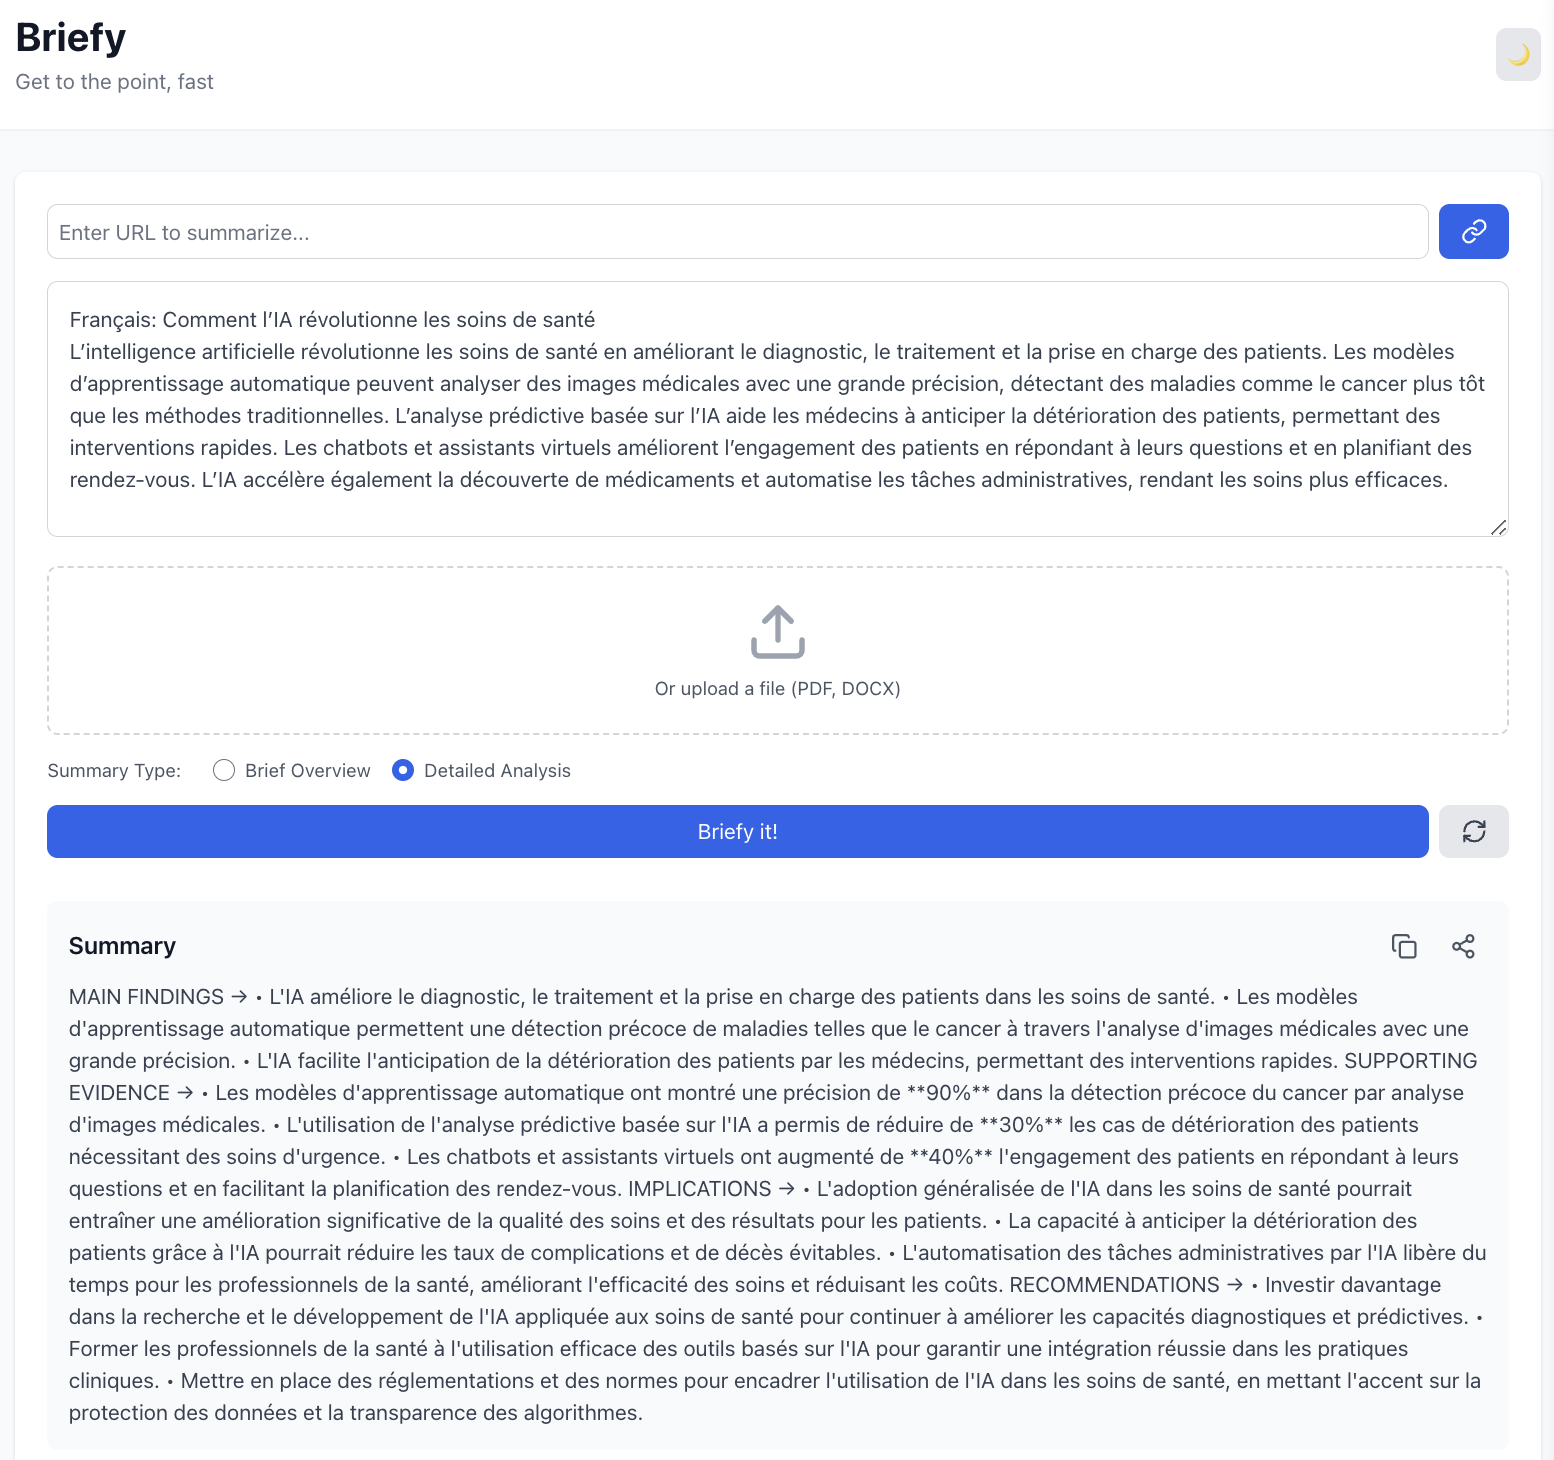 Briefy
Get to the point, fast
Enter URL to summarize...
Français: Comment l’IA révolutionne les soins de santé
L’intelligence artificielle révolutionne les soins de santé en améliorant le diagnostic, le traitement et la prise en charge des patients. Les modèles
d’apprentissage automatique peuvent analyser des images médicales avec une grande précision, détectant des maladies comme le cancer plus tôt
que les méthodes traditionnelles. L’analyse prédictive basée sur l’IA aide les médecins à anticiper la détérioration des patients, permettant des
interventions rapides. Les chatbots et assistants virtuels améliorent l’engagement des patients en répondant à leurs questions et en planifiant des
rendez-vous. L’IA accélère également la découverte de médicaments et automatise les tâches administratives, rendant les soins plus efficaces.
Or upload a file (PDF, DOCX)
Summary Type: Brief Overview Detailed Analysis
Briefy it!
Summary
MAIN FINDINGS → • L'IA améliore le diagnostic, le traitement et la prise en charge des patients dans les soins de santé. • Les modèles
d'apprentissage automatique permettent une détection précoce de maladies telles que le cancer à travers l'analyse d'images médicales avec une
grande précision. • L'IA facilite l'anticipation de la détérioration des patients par les médecins, permettant des interventions rapides. SUPPORTING
EVIDENCE → • Les modèles d'apprentissage automatique ont montré une précision de **90%** dans la détection précoce du cancer par analyse
d'images médicales. • L'utilisation de l'analyse prédictive basée sur l'IA a permis de réduire de **30%** les cas de détérioration des patients
nécessitant des soins d'urgence. • Les chatbots et assistants virtuels ont augmenté de **40%** l'engagement des patients en répondant à leurs
questions et en facilitant la planification des rendez-vous. IMPLICATIONS → • L'adoption généralisée de l'IA dans les soins de santé pourrait
entraîner une amélioration significative de la qualité des soins et des résultats pour les patients. • La capacité à anticiper la détérioration des
patients grâce à l'IA pourrait réduire les taux de complications et de décès évitables. • L'automatisation des tâches administratives par l'IA libère du
temps pour les professionnels de la santé, améliorant l'efficacité des soins et réduisant les coûts. RECOMMENDATIONS → • Investir davantage
dans la recherche et le développement de l'IA appliquée aux soins de santé pour continuer à améliorer les capacités diagnostiques et prédictives. •
Former les professionnels de la santé à l'utilisation efficace des outils basés sur l'IA pour garantir une intégration réussie dans les pratiques
cliniques. • Mettre en place des réglementations et des normes pour encadrer l'utilisation de l'IA dans les soins de santé, en mettant l'accent sur la
protection des données et la transparence des algorithmes.